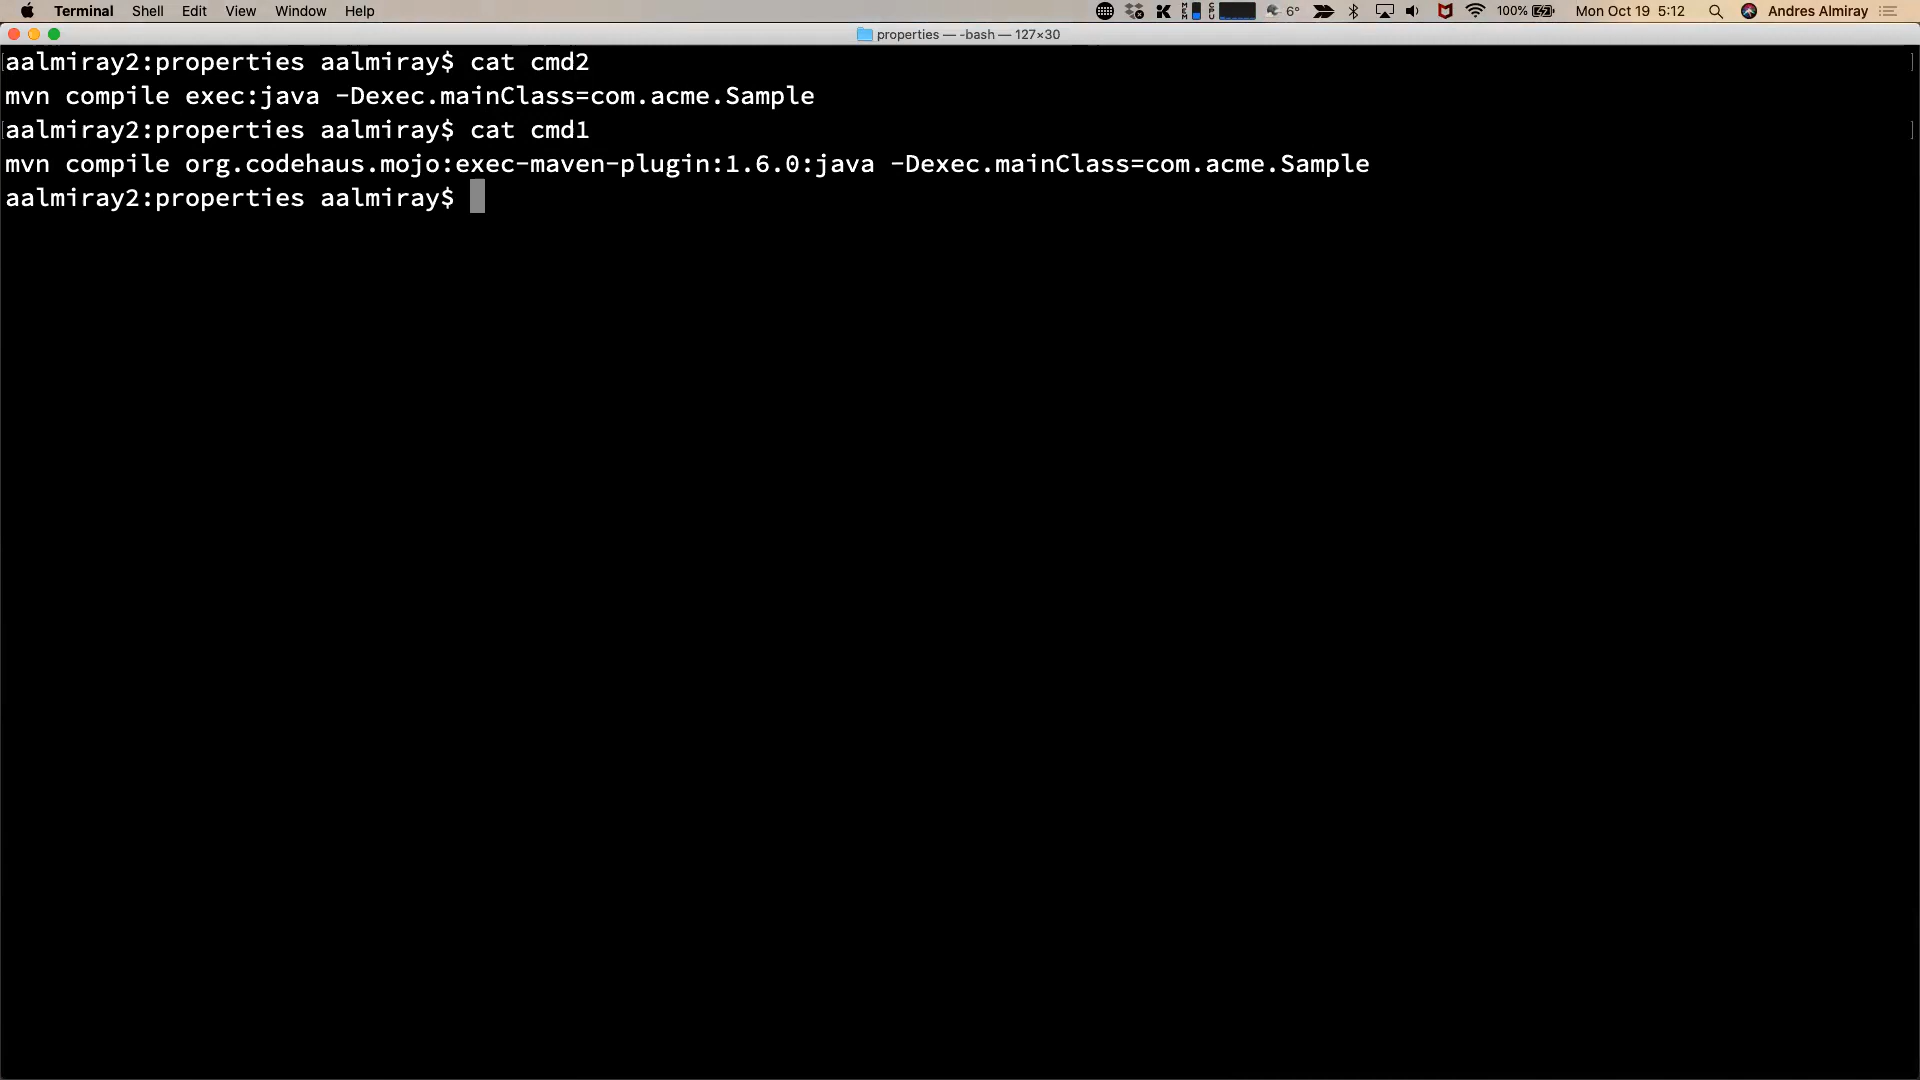 Terminal Shell Edit View Window Help 6° 100% Mon Oct 19 5:12 Andres Almiray
properties — -bash — 127×30
aalmiray2:properties aalmiray$ cat cmd2
mvn compile exec:java -Dexec.mainClass=com.acme.Sample
aalmiray2:properties aalmiray$ cat cmd1
mvn compile org.codehaus.mojo:exec-maven-plugin:1.6.0:java -Dexec.mainClass=com.acme.Sample
aalmiray2:properties aalmiray$